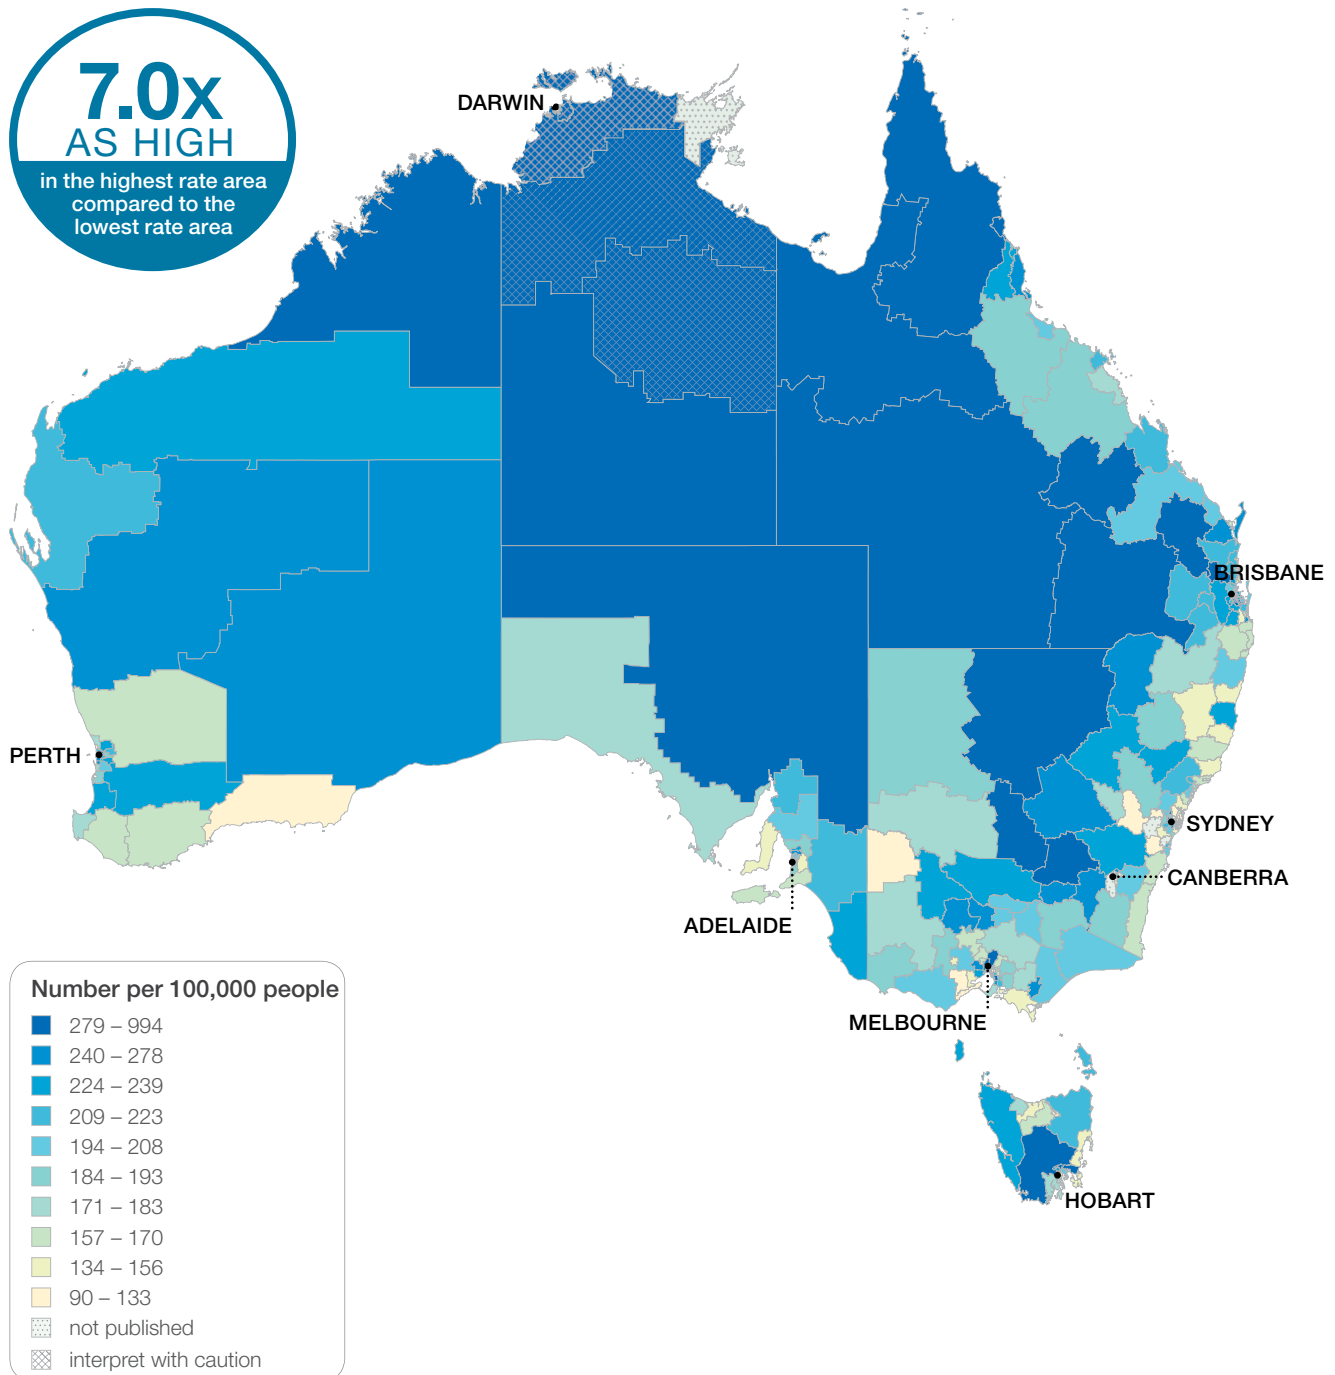 7.0x
AS HIGH
in the highest rate area
compared to the
lowest rate area
DARWIN
BRISBANE
PERTH
SYDNEY
CANBERRA
ADELAIDE
MELBOURNE
HOBART
Number per 100,000 people
279 – 994
240 – 278
224 – 239
209 – 223
194 – 208
184 – 193
171 – 183
157 – 170
134 – 156
90 – 133
not published
interpret with caution